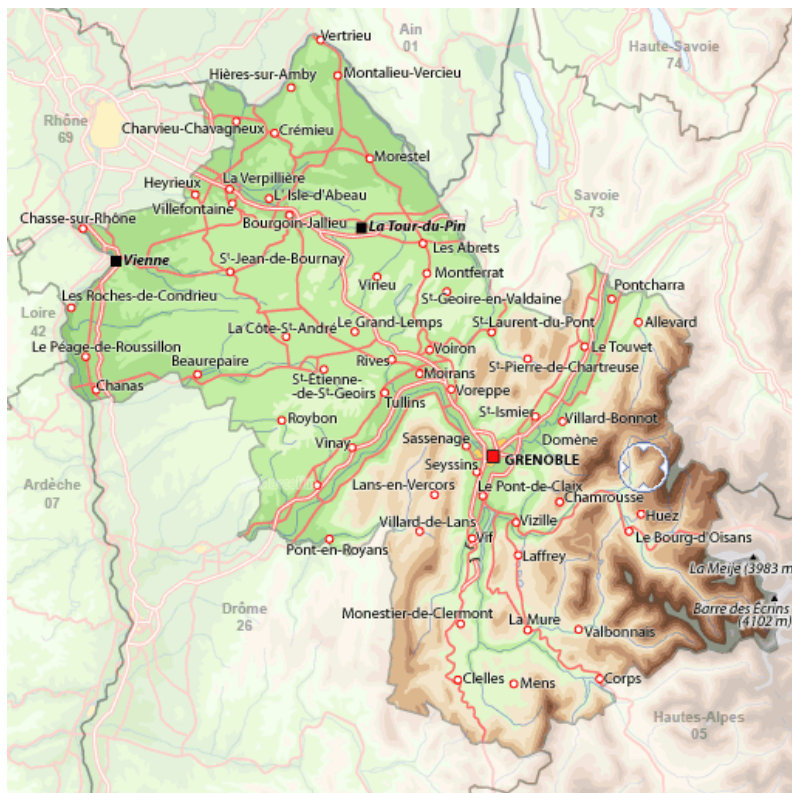 Vertrieu
Ain
01
Haute-Savoie
74
Hières-sur-Amby
Montalieu-Vercieu
Rhône
69
Charvieu-Chavagneux
Crémieu
Morestel
Heyrieux
La Verpillière
L'Isle-d'Abeau
Savoie
73
Villefontaine
Chasse-sur-Rhône
Bourgoin-Jallieu
La Tour-du-Pin
Les Abrets
Vienne
St-Jean-de-Bournay
Montferrat
Virieu
Pontcharra
Les Roches-de-Condrieu
St-Geoire-en-Valdaine
Loire
42
La Côte-St-André
Le Grand-Lemps
St-Laurent-du-Pont
Allevard
Le Péage-de-Roussillon
Voiron
Le Touvet
Beaurepaire
Rives
St-Pierre-de-Chartreuse
Moirans
St-Étienne-
-de-St-Geoirs
Chanas
Voreppe
Tullins
St-Ismier
Roybon
Villard-Bonnot
Vinay
Sassenage
Domène
GRENOBLE
Seyssins
Ardèche
07
Lans-en-Vercors
Le Pont-de-Claix
Chamrousse
Huez
Villard-de-Lans
Vizille
Vif
Le Bourg-d'Oisans
Pont-en-Royans
Laffrey
La Meije (3983 m
Drôme
26
Monestier-de-Clermont
Barre des Écrins
(4102 m)
La Mure
Valbonnais
Clelles
Mens
Corps
Hautes-Alpes
05